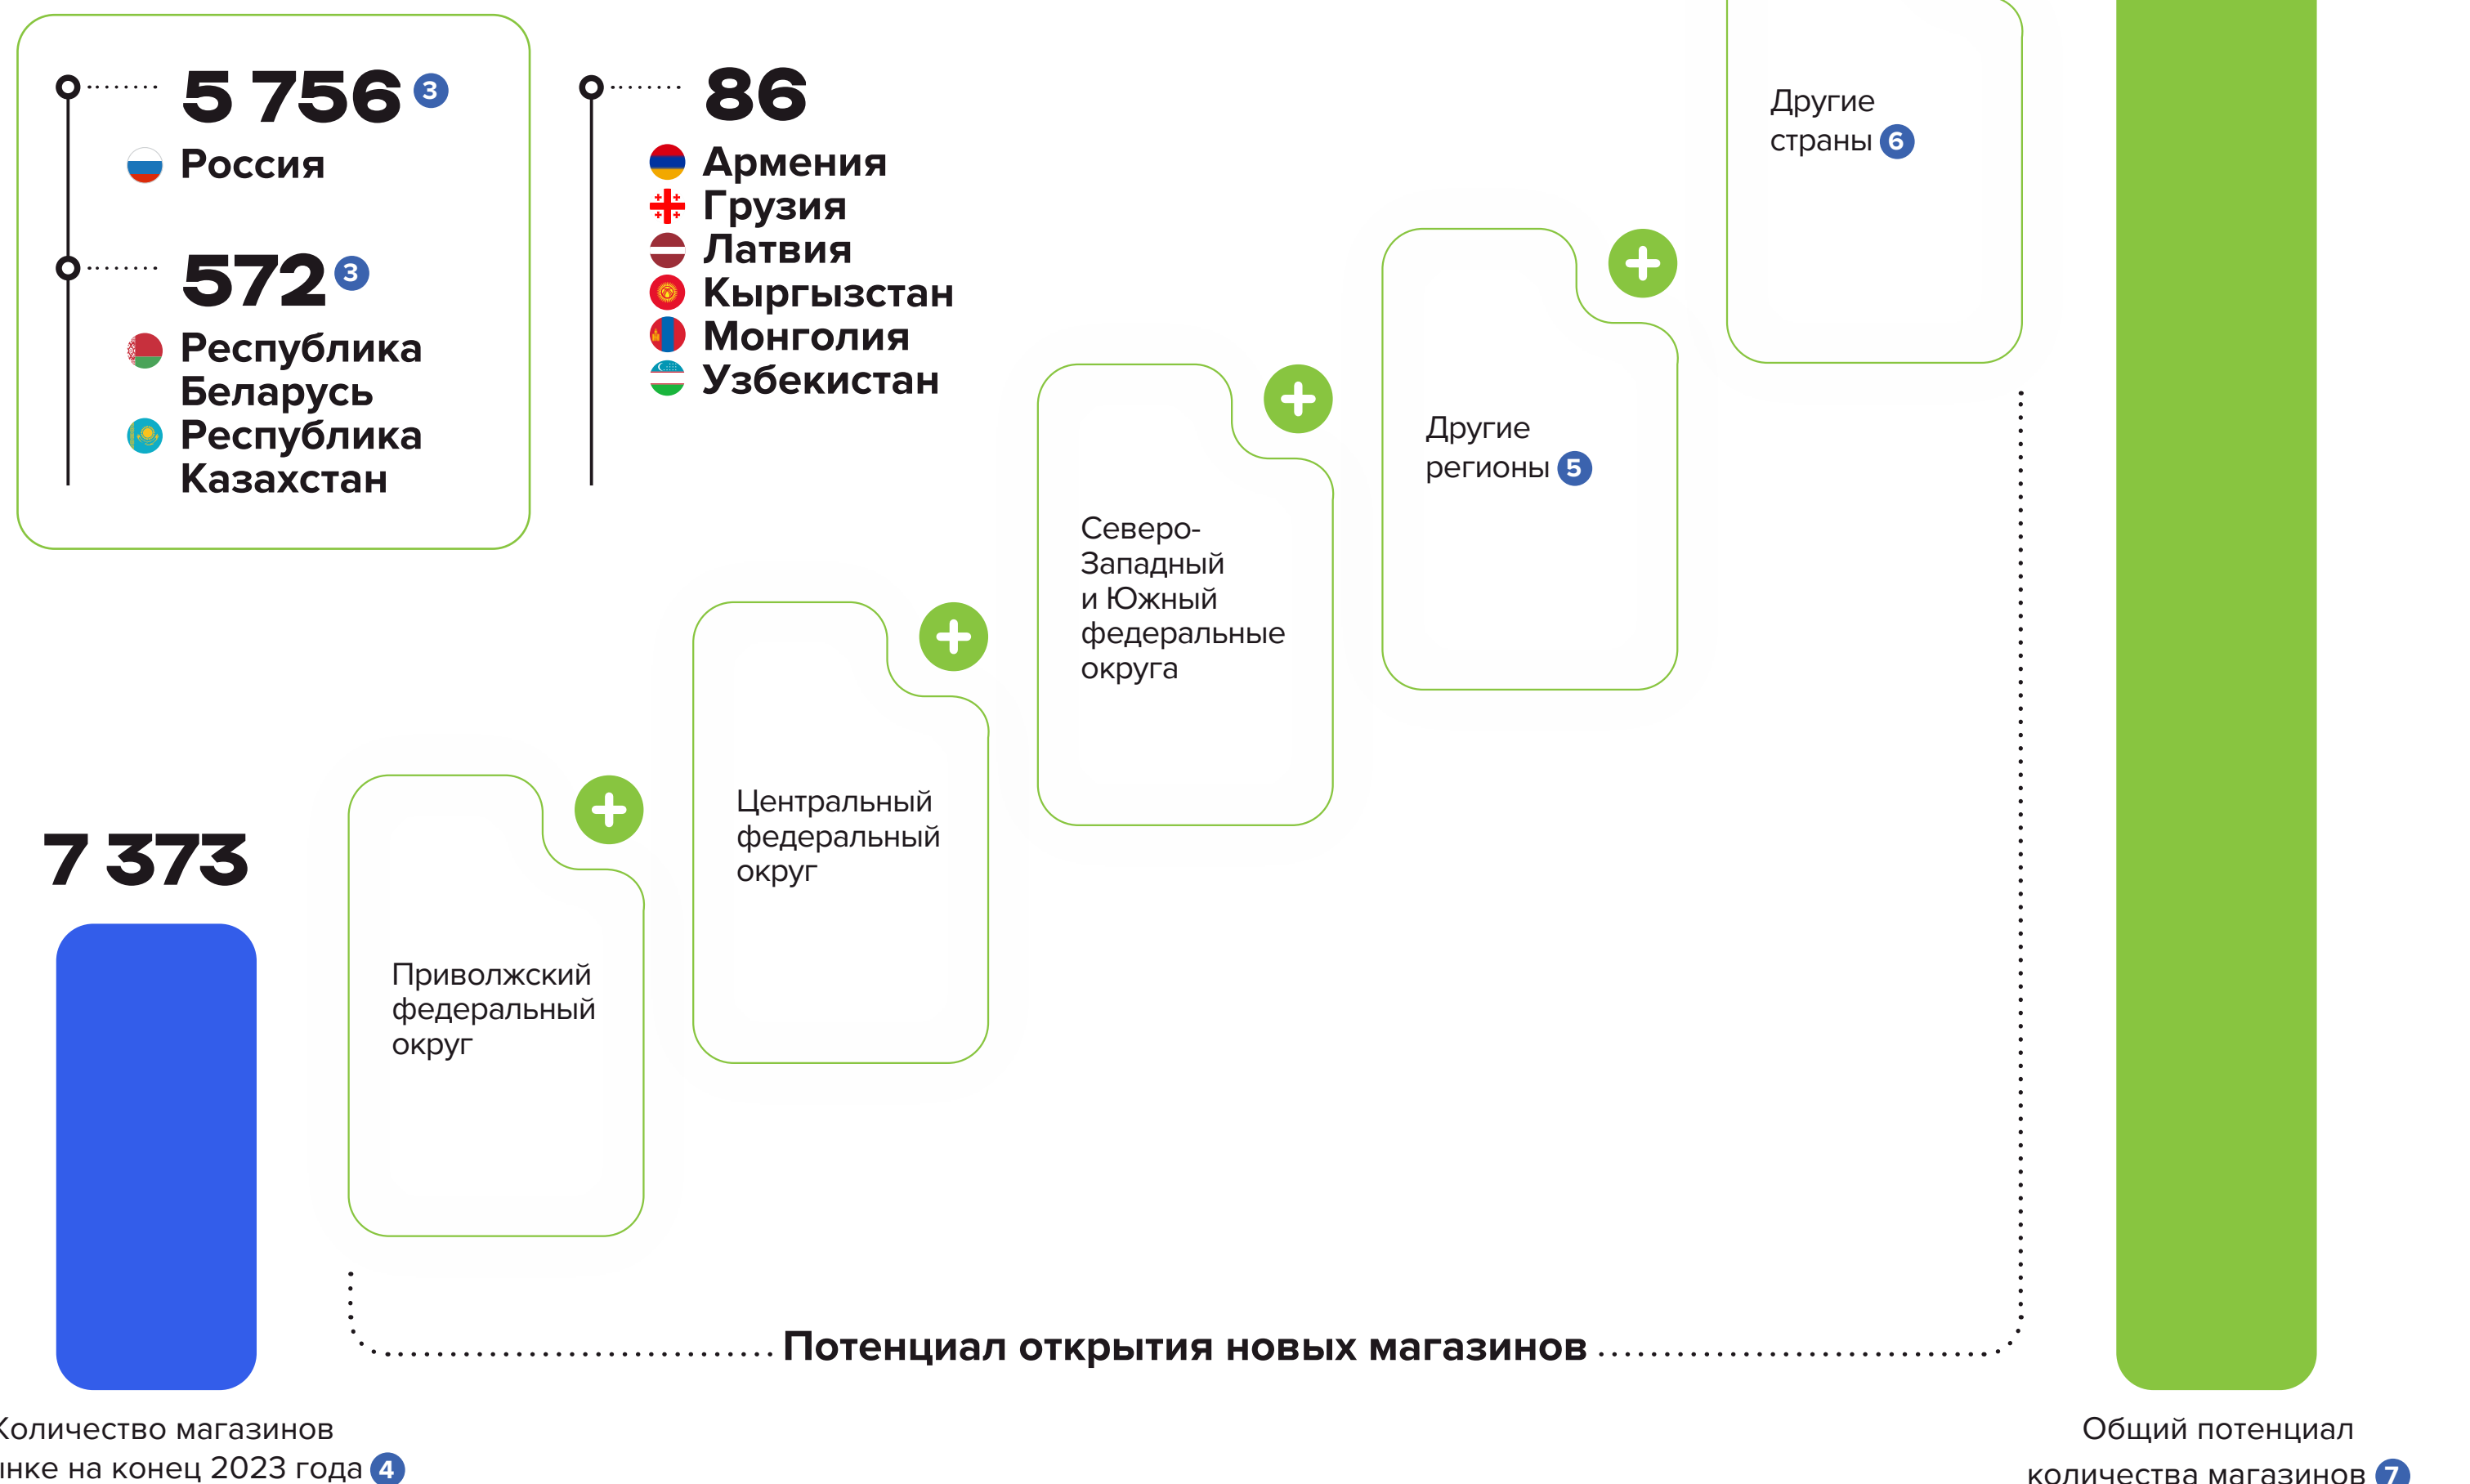 5 756 3
Россия
572 3
Республика
Беларусь
Республика
Казахстан
86
Армения
Грузия
Латвия
Кыргызстан
Монголия
Узбекистан
Другие
страны 6
Другие
регионы 5
Северо-
Западный
и Южный
федеральные
округа
Центральный
федеральный
округ
Приволжский
федеральный
округ
7 373
Потенциал открытия новых магазинов
Количество магазинов
на конец 2023 года 4
Общий потенциал
количества магазинов 7